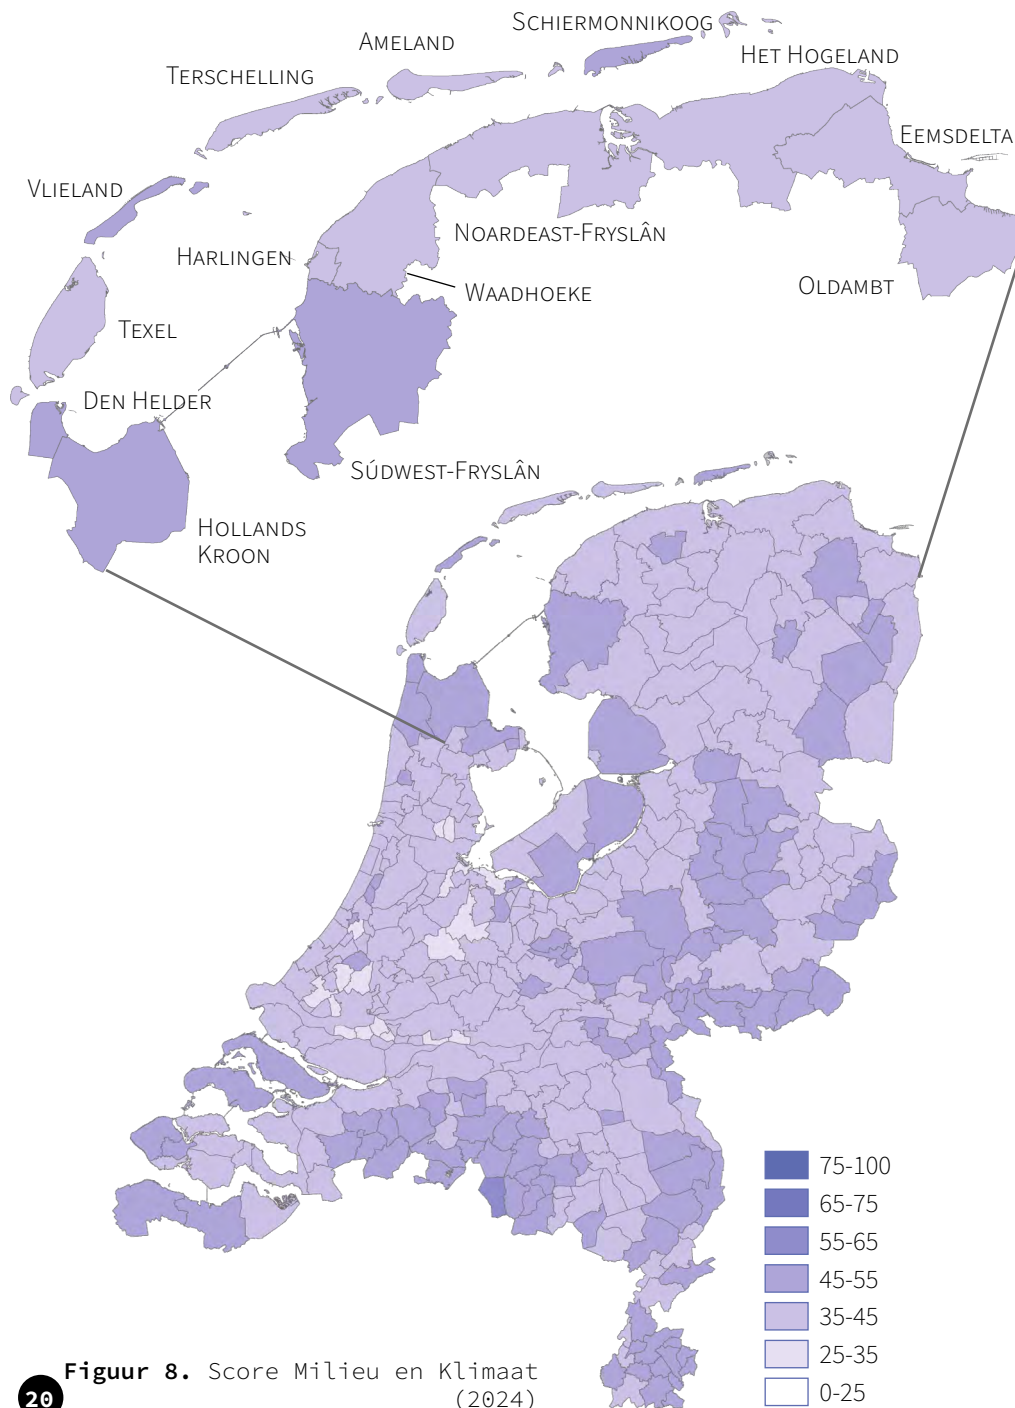 SCHIERMONNIKOOG
AMELAND
HET HOGELAND
TERSCHELLING
EEMSDELTA
VLIELAND
NOARDEAST-FRYSLÂN
HARLINGEN
WAADHOEKE
OLDAMBT
TEXEL
DEN HELDER
SÚDWEST-FRYSLÂN
HOLLANDS
KROON
75-100
65-75
55-65
45-55
35-45
25-35
0-25
Figuur 8. Score Milieu en Klimaat
(2024)
20